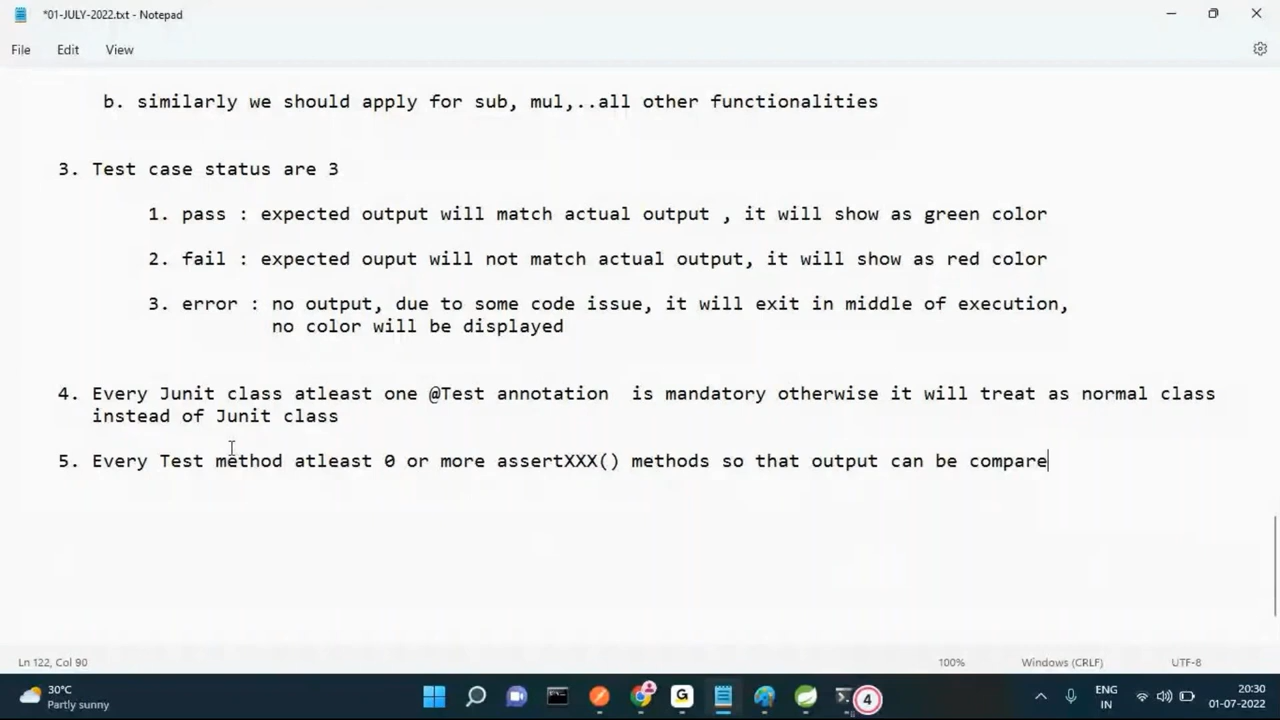 *01-JULY-2022.txt - Notepad
File Edit View
b. similarly we should apply for sub, mul,..all other functionalities
3. Test case status are 3
1. pass : expected output will match actual output , it will show as green color
2. fail : expected ouput will not match actual output, it will show as red color
3. error : no output, due to some code issue, it will exit in middle of execution,
no color will be displayed
4. Every Junit class atleast one @Test annotation  is mandatory otherwise it will treat as normal class
instead of Junit class
5. Every Test method atleast 0 or more assertXXX() methods so that output can be compare
Ln 122, Col 90 100% Windows (CRLF) UTF-8
30°C
Partly sunny
G
4
ENG
IN
20:30
01-07-2022